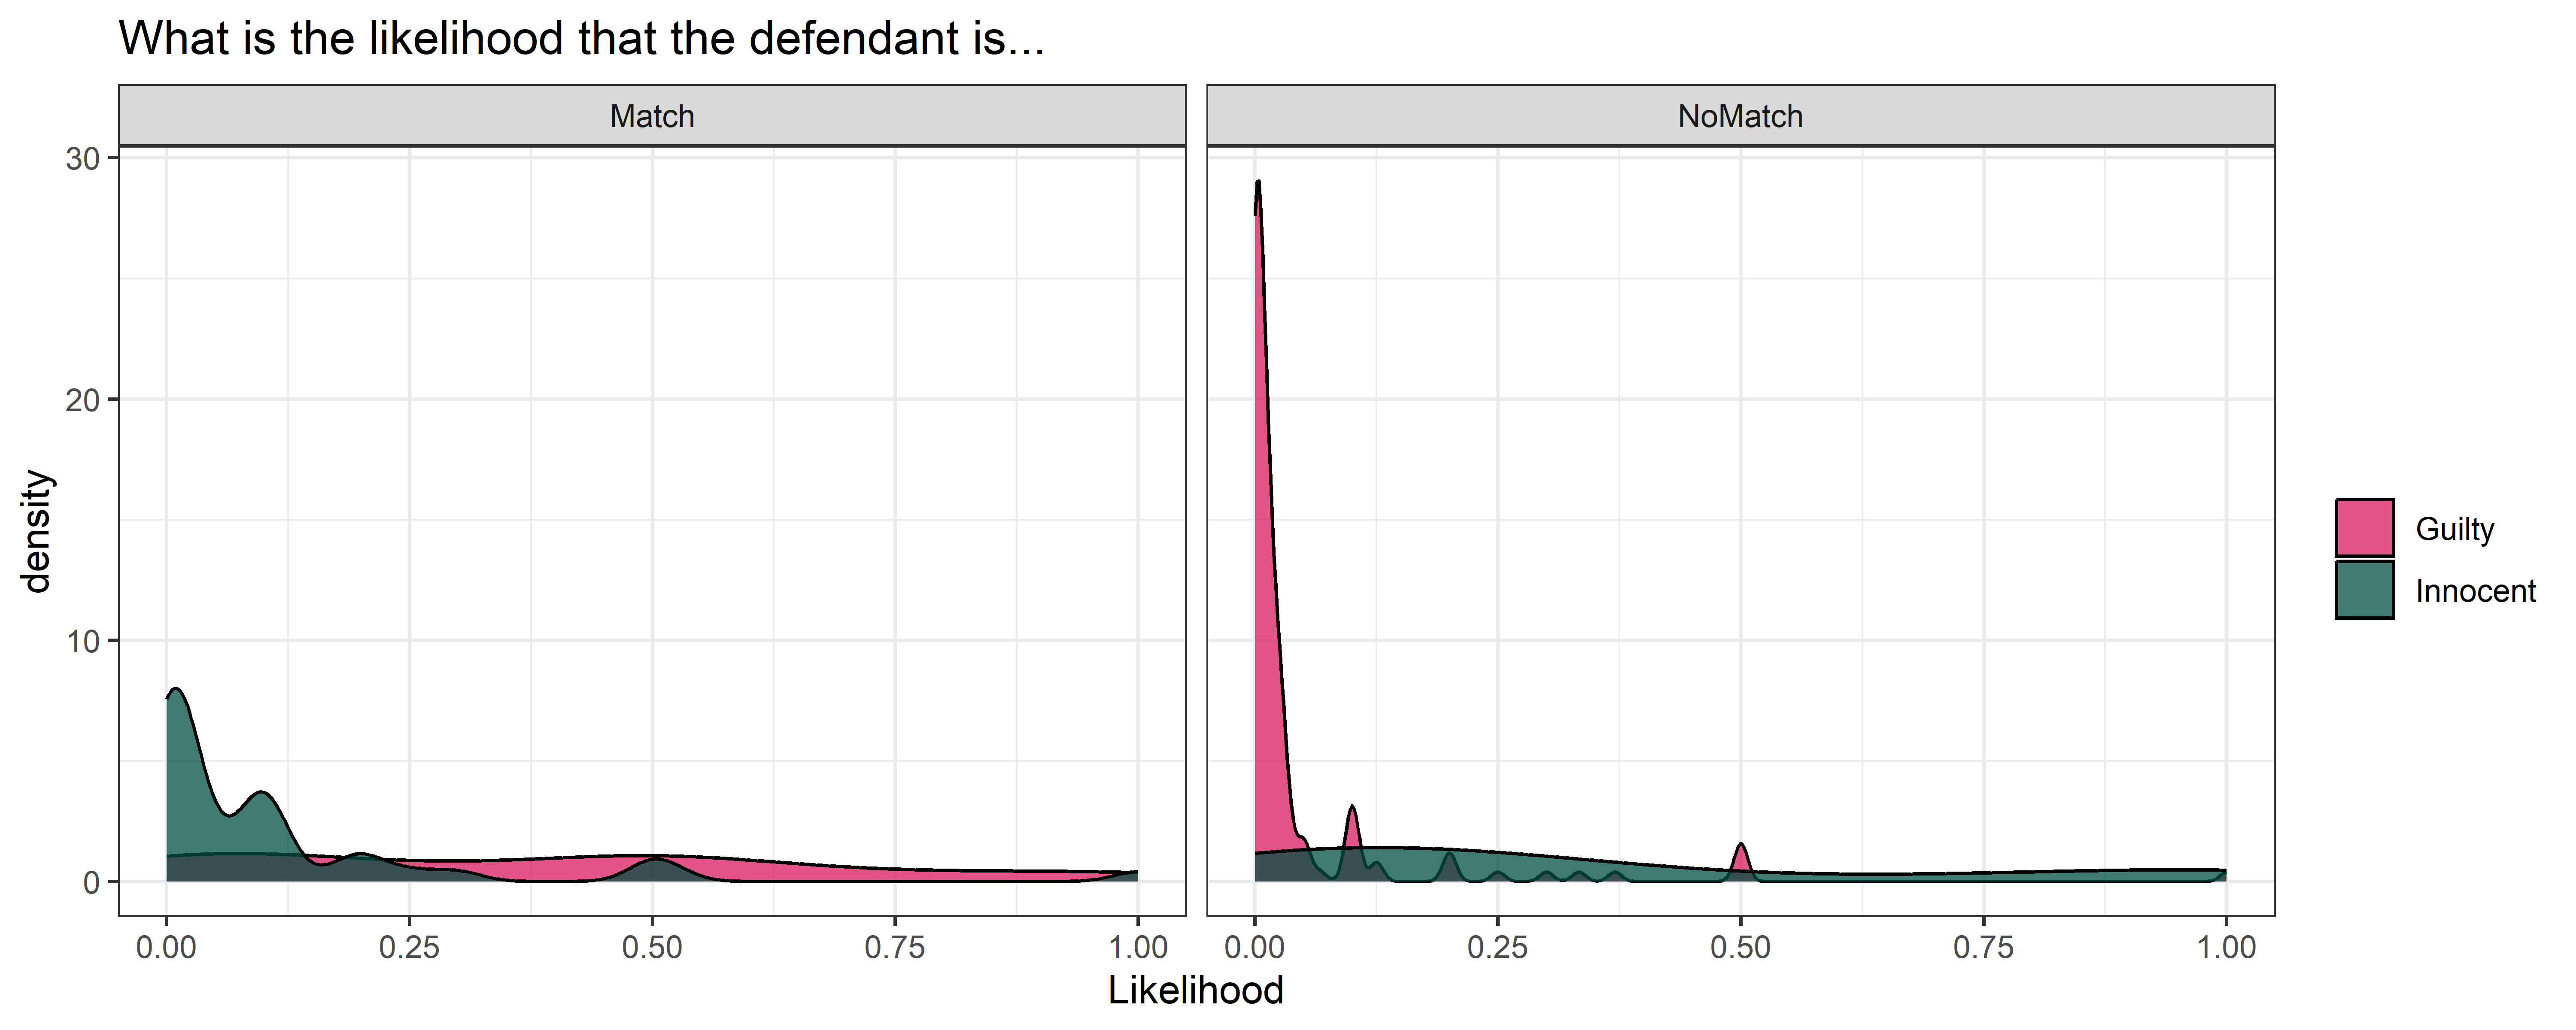 What is the likelihood that the defendant is...
Match
NoMatch
30
20
10
0
density
0.00 0.25 0.50 0.75 1.00
0.00 0.25 0.50 0.75 1.00
Likelihood
Guilty
Innocent